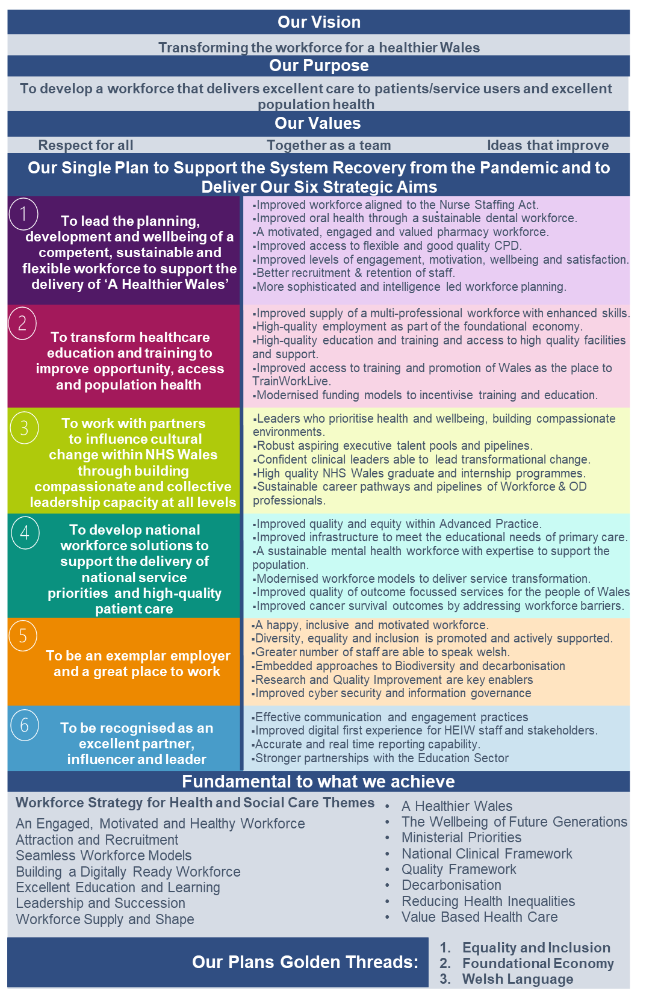 Our Vision
Transforming the workforce for a healthier Wales
Our Purpose
To develop a workforce that delivers excellent care to patients/service users and excellent
population health
Our Values
Respect for all Together as a team Ideas that improve
Our Single Plan to Support the System Recovery from the Pandemic and to
Deliver Our Six Strategic Aims
1
To lead the planning,
development and wellbeing of a
competent, sustainable and
flexible workforce to support the
delivery of ‘A Healthier Wales’
▪Improved workforce aligned to the Nurse Staffing Act.
▪Improved oral health through a sustainable dental workforce.
▪A motivated, engaged and valued pharmacy workforce.
▪Improved access to flexible and good quality CPD.
▪Improved levels of engagement, motivation, wellbeing and satisfaction.
▪Better recruitment & retention of staff.
▪More sophisticated and intelligence led workforce planning.
2
To transform healthcare
education and training to
improve opportunity, access
and population health
▪Improved supply of a multi-professional workforce with enhanced skills.
▪High-quality employment as part of the foundational economy.
▪High-quality education and training and access to high quality facilities
and support.
▪Improved access to training and promotion of Wales as the place to
TrainWorkLive.
▪Modernised funding models to incentivise training and education.
3
To work with partners
to influence cultural
change within NHS Wales
through building
compassionate and collective
leadership capacity at all levels
▪Leaders who prioritise health and wellbeing, building compassionate
environments.
▪Robust aspiring executive talent pools and pipelines.
▪Confident clinical leaders able to lead transformational change.
▪High quality NHS Wales graduate and internship programmes.
▪Sustainable career pathways and pipelines of Workforce & OD
professionals.
4
To develop national
workforce solutions to
support the delivery of
national service
priorities and high-quality
patient care
▪Improved quality and equity within Advanced Practice.
▪Improved infrastructure to meet the educational needs of primary care.
▪A sustainable mental health workforce with expertise to support the
population.
▪Modernised workforce models to deliver service transformation.
▪Improved quality of outcome focussed services for the people of Wales
▪Improved cancer survival outcomes by addressing workforce barriers.
5
To be an exemplar employer
and a great place to work
▪A happy, inclusive and motivated workforce.
▪Diversity, equality and inclusion is promoted and actively supported.
▪Greater number of staff are able to speak welsh.
▪Embedded approaches to Biodiversity and decarbonisation
▪Research and Quality Improvement are key enablers
▪Improved cyber security and information governance
6
To be recognised as an
excellent partner,
influencer and leader
▪Effective communication and engagement practices
▪Improved digital first experience for HEIW staff and stakeholders.
▪Accurate and real time reporting capability.
▪Stronger partnerships with the Education Sector
Fundamental to what we achieve
Workforce Strategy for Health and Social Care Themes
An Engaged, Motivated and Healthy Workforce
Attraction and Recruitment
Seamless Workforce Models
Building a Digitally Ready Workforce
Excellent Education and Learning
Leadership and Succession
Workforce Supply and Shape
• A Healthier Wales
• The Wellbeing of Future Generations
• Ministerial Priorities
• National Clinical Framework
• Quality Framework
• Decarbonisation
• Reducing Health Inequalities
• Value Based Health Care
Our Plans Golden Threads:
1. Equality and Inclusion
2. Foundational Economy
3. Welsh Language